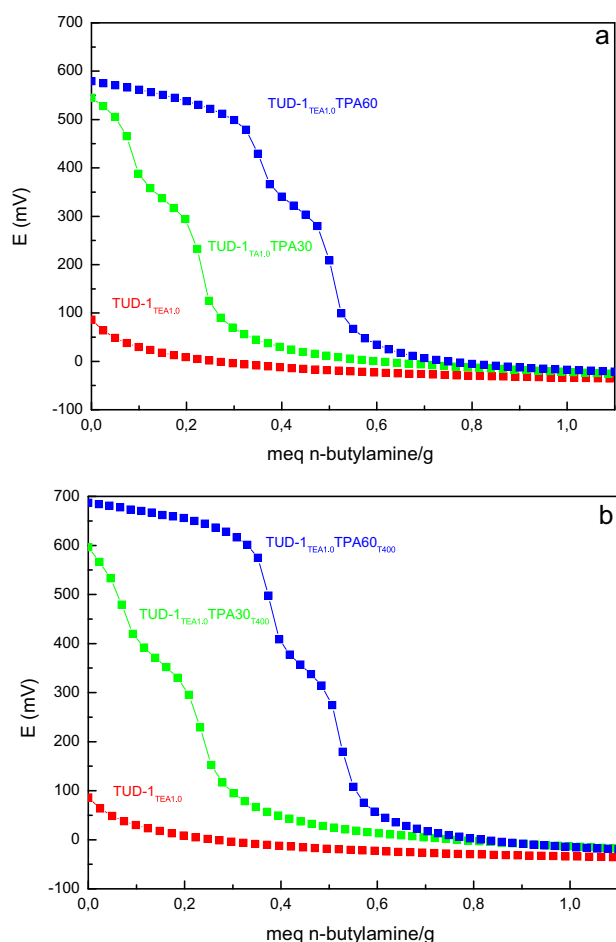 a
700
600
500
400
300
200
100
0
-100
E (mV)
TUD-1TEA1.0TPA60
TUD-1TA1,0TPA30
TUD-1TEA1.0
0,0 0,2 0,4 0,6 0,8 1,0
meq n-butylamine/g
b
700
600
500
400
300
200
100
0
-100
E (mV)
TUD-1TEA1.0TPA60T400
TUD-1TEA1.0TPA30T400
TUD-1TEA1.0
0,0 0,2 0,4 0,6 0,8 1,0
meq n-butylamine/g